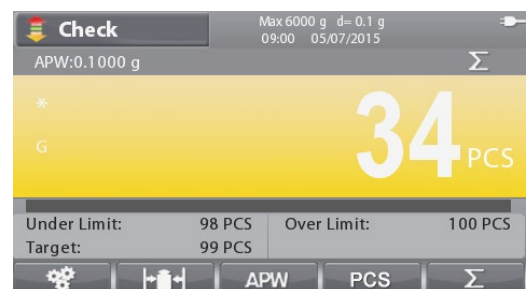 Check
Max 6000 g d= 0.1 g
09:00 05/07/2015
APW:0.1000 g
Σ
*
G
34 PCS
Under Limit: 98 PCS Over Limit: 100 PCS
Target: 99 PCS
APW PCS Σ